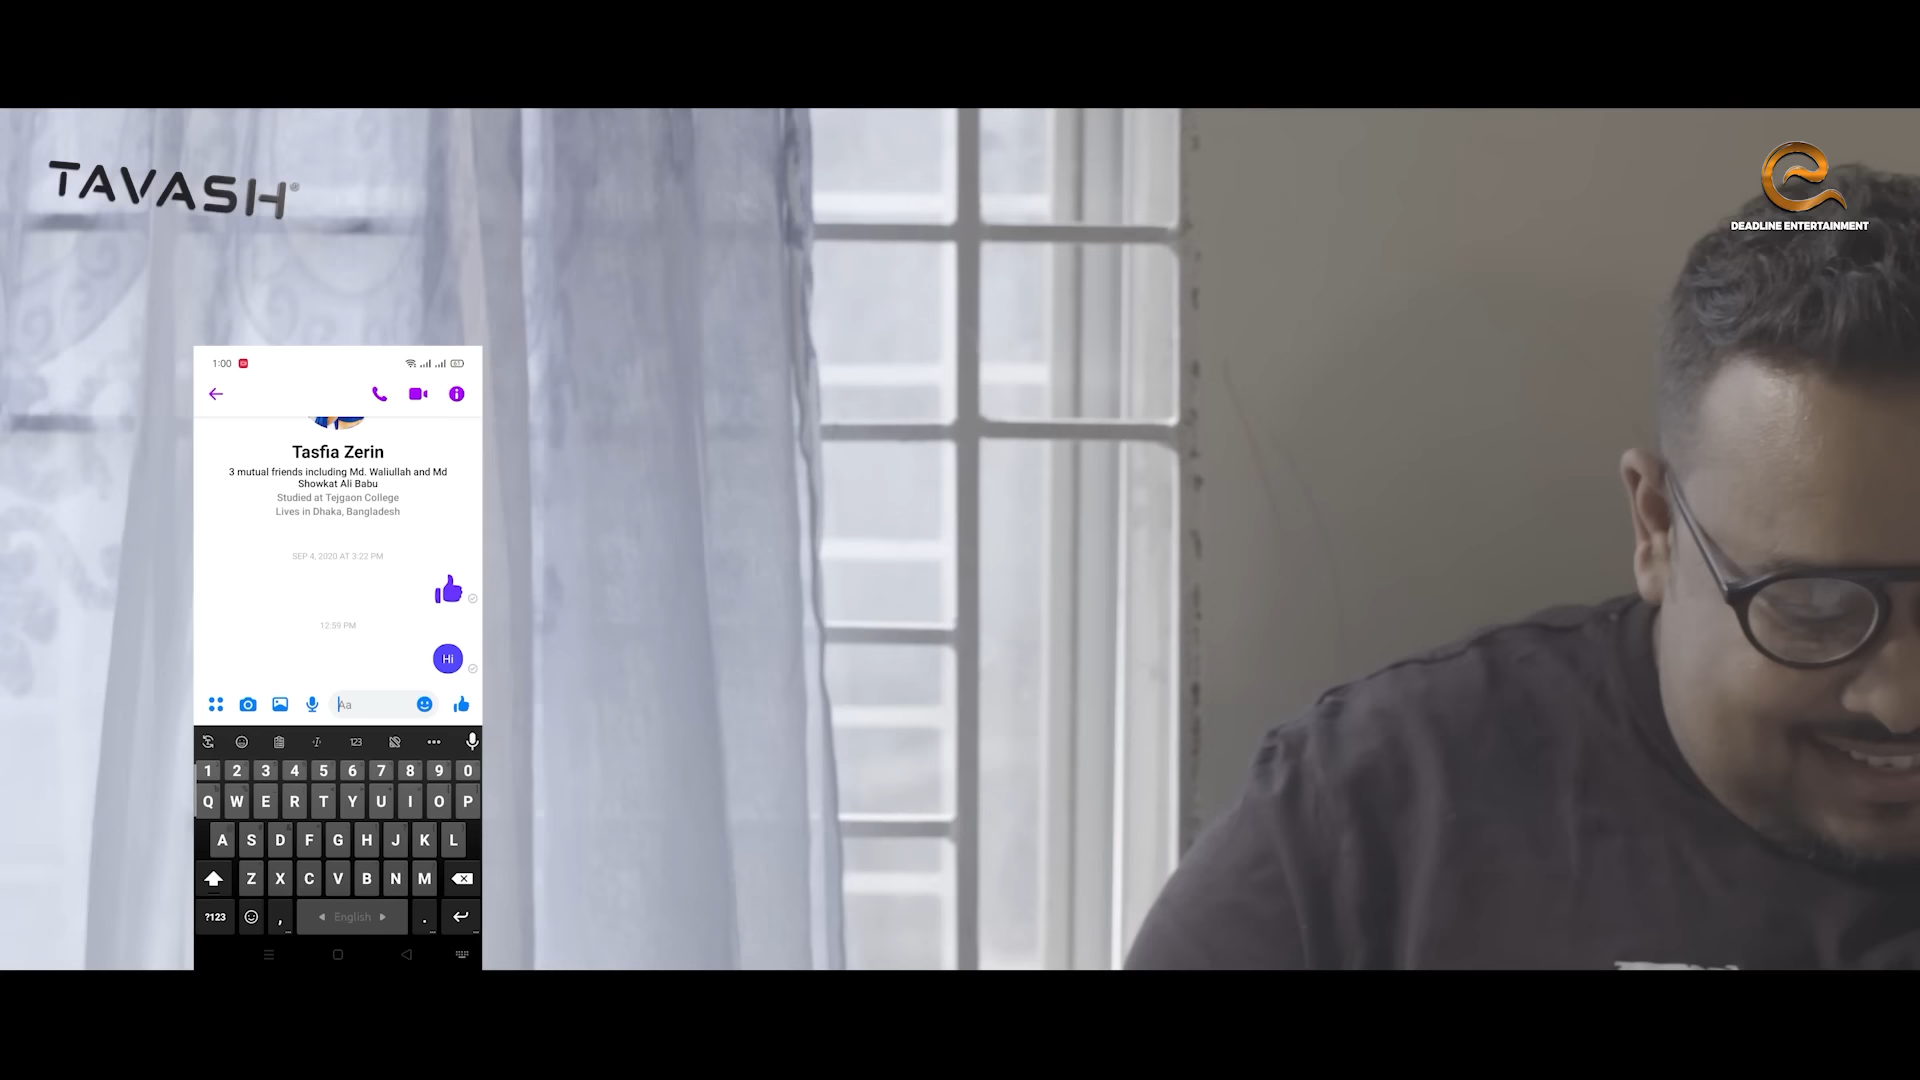 TAVASH®
DEADLINE ENTERTAINMENT
1:00
61
Tasfia Zerin
3 mutual friends including Md. Waliullah and Md
Showkat Ali Babu
Studied at Tejgaon College
Lives in Dhaka, Bangladesh
SEP 4, 2020 AT 3:22 PM
12:59 PM
Hi
Aa
123
1 2 3 4 5 6 7 8 9 0
Q W E R T Y U I O P
A S D F G H J K L
Z X C V B N M
?123 , English .